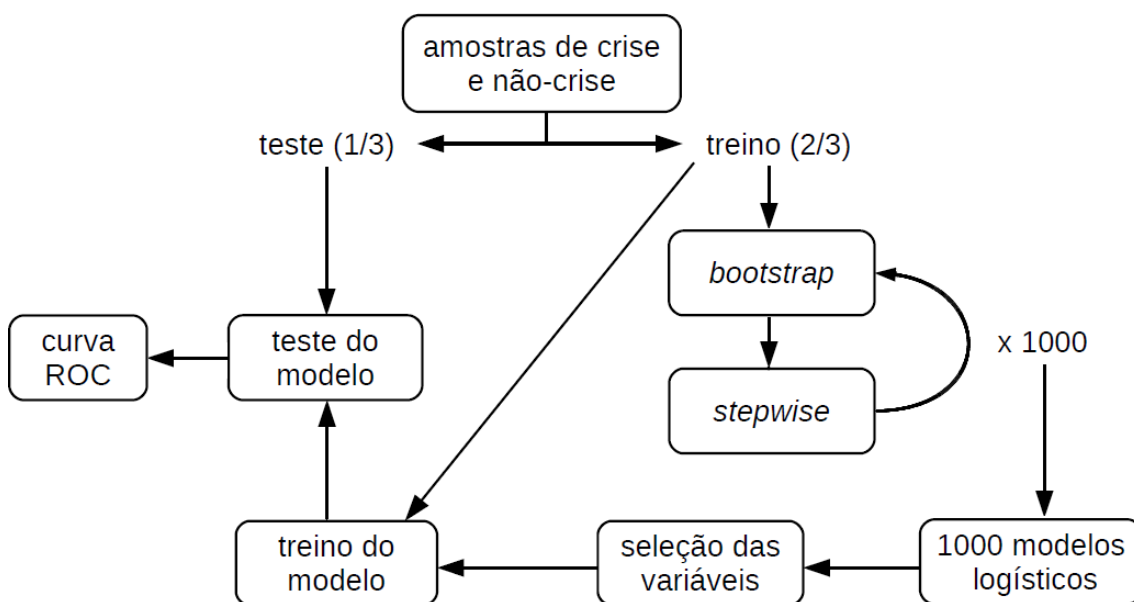 amostras de crise
e não-crise
teste (1/3)
treino (2/3)
bootstrap
stepwise
x 1000
curva
ROC
teste do
modelo
treino do
modelo
seleção das
variáveis
1000 modelos
logísticos